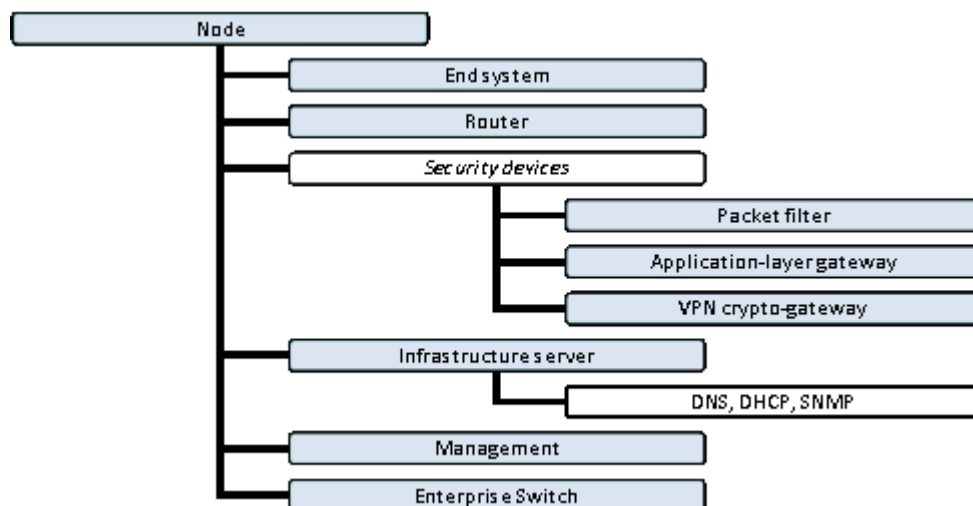 Node
End system
Router
Security devices
Packet filter
Application-layer gateway
VPN crypto-gateway
Infrastructure server
DNS, DHCP, SNMP
Management
Enterprise Switch